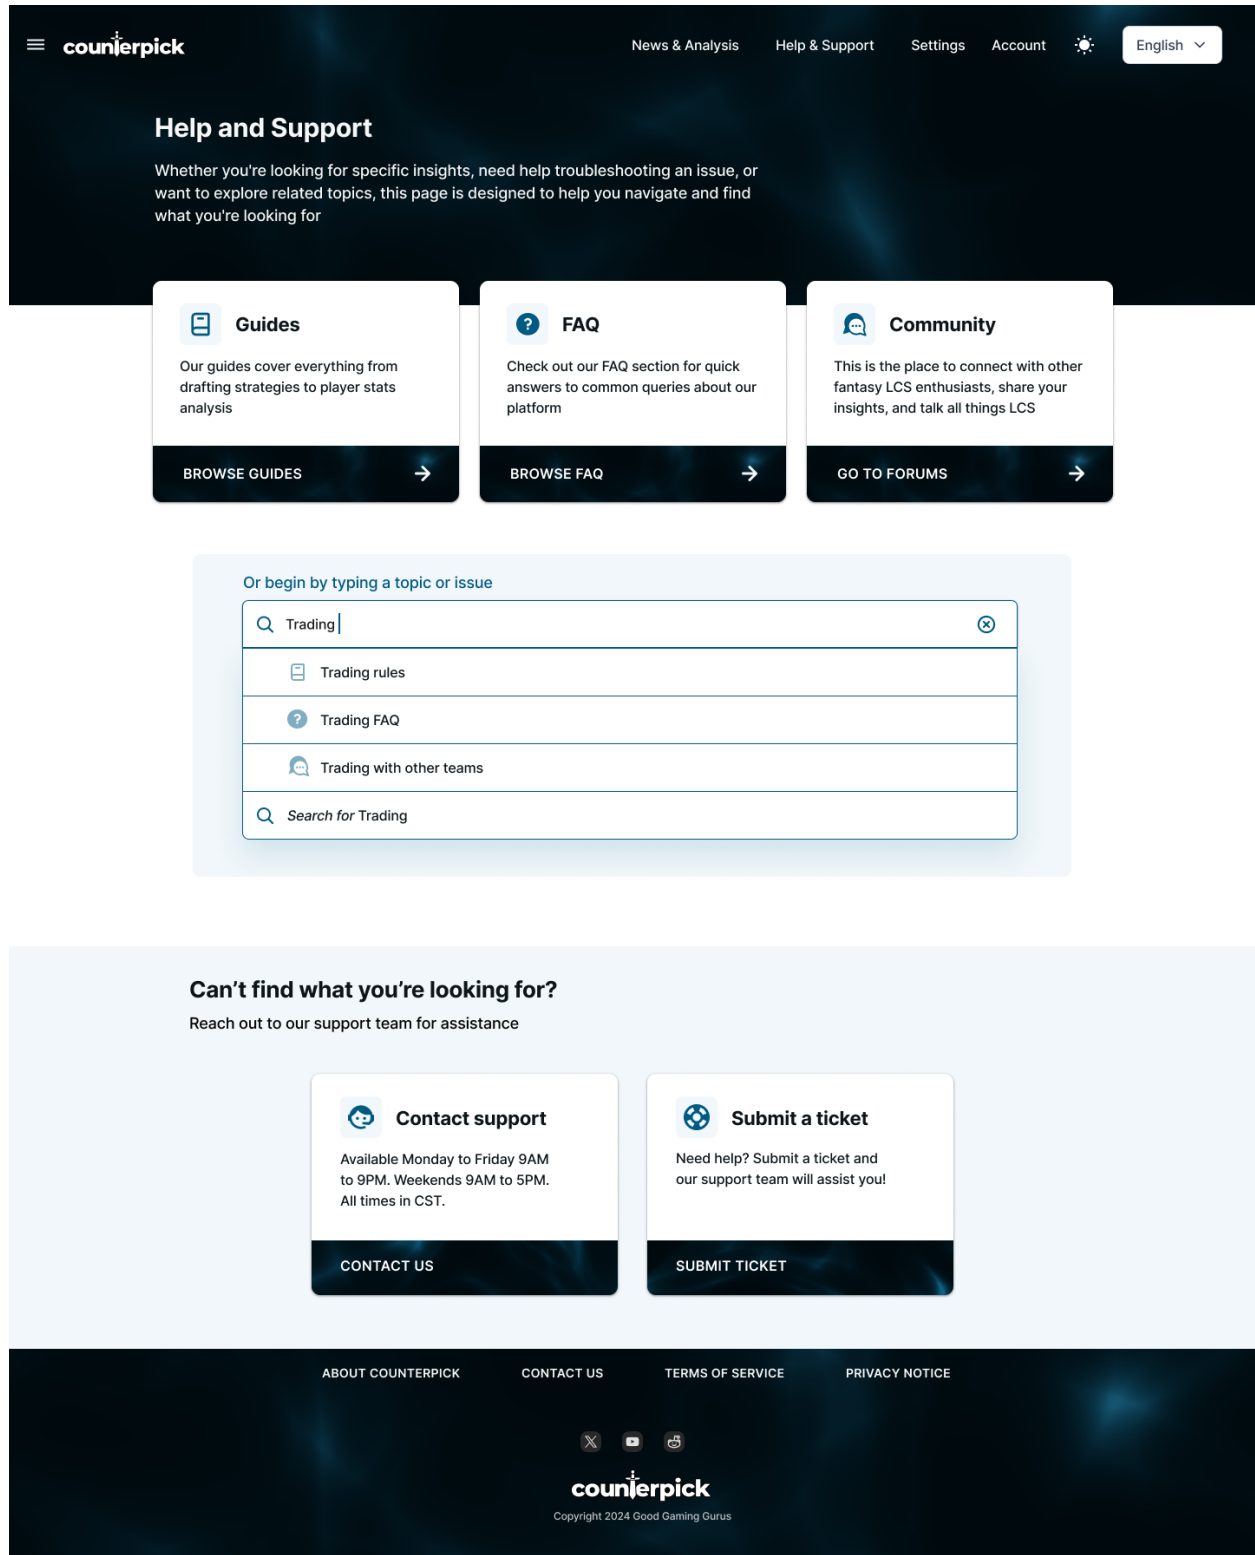 counterpick
News & Analysis
Help & Support
Settings
Account
English
Help and Support
Whether you're looking for specific insights, need help troubleshooting an issue, or
want to explore related topics, this page is designed to help you navigate and find
what you're looking for
Guides
Our guides cover everything from
drafting strategies to player stats
analysis
BROWSE GUIDES
FAQ
Check out our FAQ section for quick
answers to common queries about our
platform
BROWSE FAQ
Community
This is the place to connect with other
fantasy LCS enthusiasts, share your
insights, and talk all things LCS
GO TO FORUMS
Or begin by typing a topic or issue
Trading
Trading rules
Trading FAQ
Trading with other teams
Search for Trading
Can’t find what you’re looking for?
Reach out to our support team for assistance
Contact support
Available Monday to Friday 9AM
to 9PM. Weekends 9AM to 5PM.
All times in CST.
CONTACT US
Submit a ticket
Need help? Submit a ticket and
our support team will assist you!
SUBMIT TICKET
ABOUT COUNTERPICK
CONTACT US
TERMS OF SERVICE
PRIVACY NOTICE
counterpick
Copyright 2024 Good Gaming Gurus